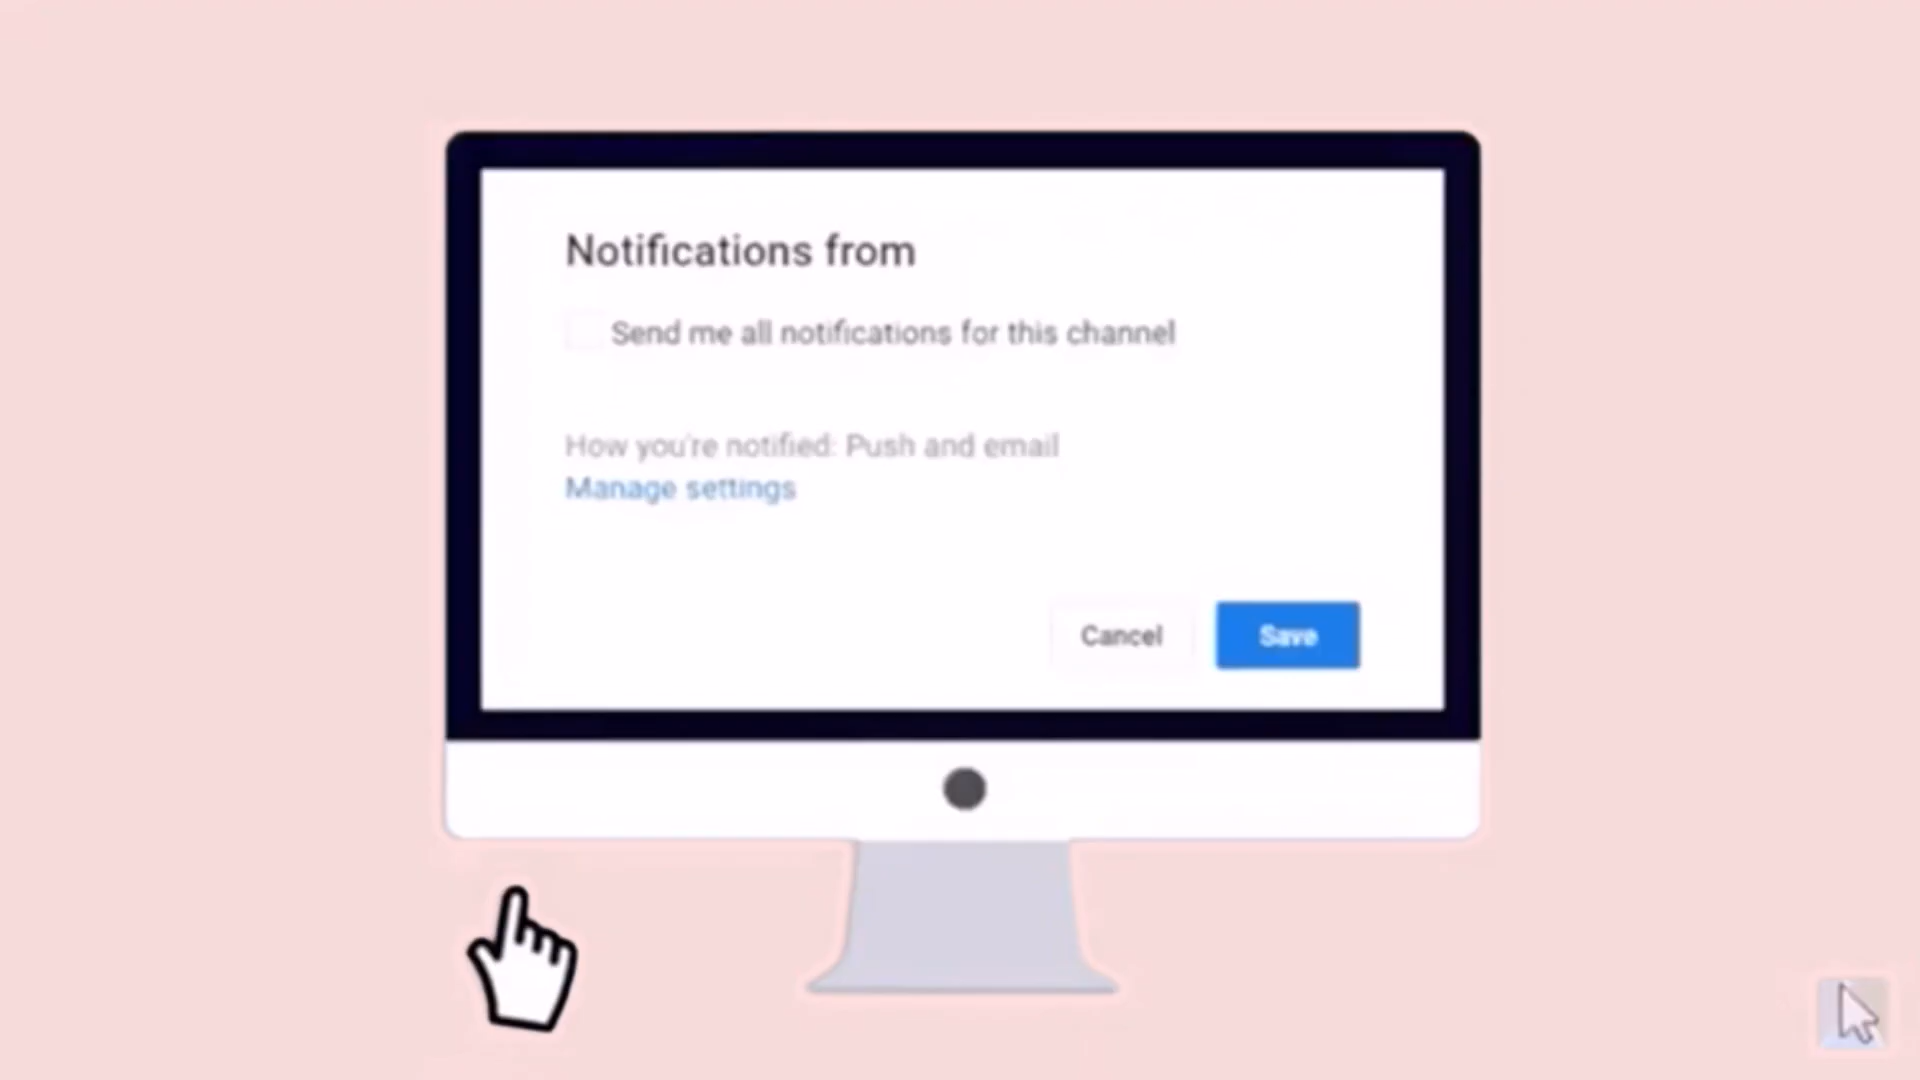 Notifications from
Send me all notifications for this channel
How you're notified: Push and email
Manage settings
Cancel
Save